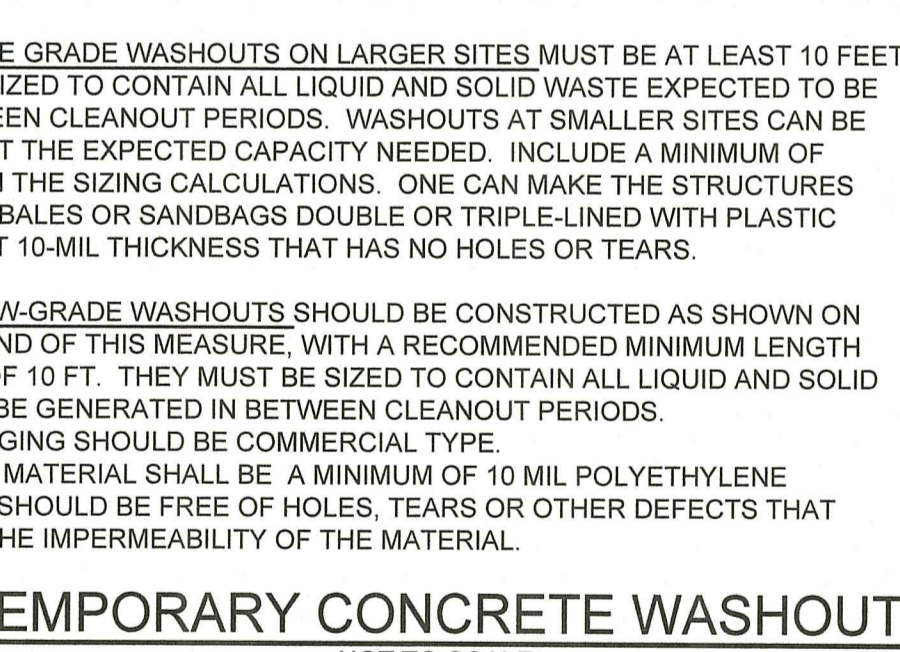 E GRADE WASHOUTS ON LARGER SITES MUST BE AT LEAST 10 FEET
IZED TO CONTAIN ALL LIQUID AND SOLID WASTE EXPECTED TO BE
EEN CLEANOUT PERIODS. WASHOUTS AT SMALLER SITES CAN BE
T THE EXPECTED CAPACITY NEEDED. INCLUDE A MINIMUM OF
THE SIZING CALCULATIONS. ONE CAN MAKE THE STRUCTURES
BALES OR SANDBAGS DOUBLE OR TRIPLE-LINED WITH PLASTIC
T 10-MIL THICKNESS THAT HAS NO HOLES OR TEARS.
W-GRADE WASHOUTS SHOULD BE CONSTRUCTED AS SHOWN ON
ND OF THIS MEASURE, WITH A RECOMMENDED MINIMUM LENGTH
OF 10 FT. THEY MUST BE SIZED TO CONTAIN ALL LIQUID AND SOLID
BE GENERATED IN BETWEEN CLEANOUT PERIODS.
GING SHOULD BE COMMERCIAL TYPE.
MATERIAL SHALL BE A MINIMUM OF 10 MIL POLYETHYLENE
SHOULD BE FREE OF HOLES, TEARS OR OTHER DEFECTS THAT
HE IMPERMEABILITY OF THE MATERIAL.
EMPORARY CONCRETE WASHOUT